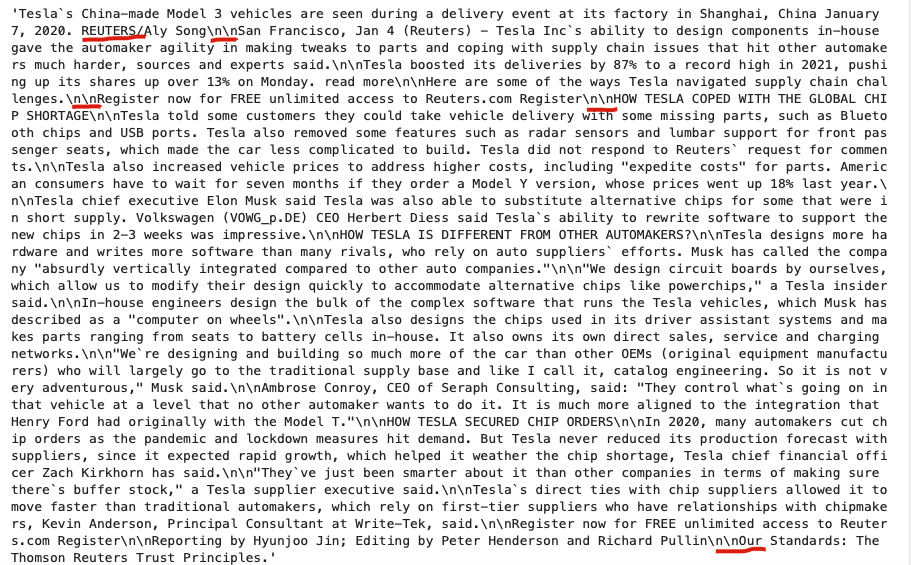 'Tesla`s China-made Model 3 vehicles are seen during a delivery event at its factory in Shanghai, China January
7, 2020. REUTERS/Aly Song\n\nSan Francisco, Jan 4 (Reuters) - Tesla Inc`s ability to design components in-house
gave the automaker agility in making tweaks to parts and coping with supply chain issues that hit other automake
rs much harder, sources and experts said.\n\nTesla boosted its deliveries by 87% to a record high in 2021, pushi
ng up its shares up over 13% on Monday. read more\n\nHere are some of the ways Tesla navigated supply chain chal
lenges.\n\nRegister now for FREE unlimited access to Reuters.com Register\n\nHOW TESLA COPED WITH THE GLOBAL CHI
P SHORTAGE\n\nTesla told some customers they could take vehicle delivery with some missing parts, such as Blueto
oth chips and USB ports. Tesla also removed some features such as radar sensors and lumbar support for front pas
senger seats, which made the car less complicated to build. Tesla did not respond to Reuters` request for commen
ts.\n\nTesla also increased vehicle prices to address higher costs, including "expedite costs" for parts. Americ
an consumers have to wait for seven months if they order a Model Y version, whose prices went up 18% last year.\
n\nTesla chief executive Elon Musk said Tesla was also able to substitute alternative chips for some that were i
n short supply. Volkswagen (VOWG_p.DE) CEO Herbert Diess said Tesla`s ability to rewrite software to support the
new chips in 2-3 weeks was impressive.\n\nHOW TESLA IS DIFFERENT FROM OTHER AUTOMAKERS?\n\nTesla designs more ha
rdware and writes more software than many rivals, who rely on auto suppliers` efforts. Musk has called the compa
ny "absurdly vertically integrated compared to other auto companies."\n\n"We design circuit boards by ourselves,
which allow us to modify their design quickly to accommodate alternative chips like powerchips," a Tesla insider
said.\n\nIn-house engineers design the bulk of the complex software that runs the Tesla vehicles, which Musk has
described as a "computer on wheels".\n\nTesla also designs the chips used in its driver assistant systems and ma
kes parts ranging from seats to battery cells in-house. It also owns its own direct sales, service and charging
networks.\n\n"We`re designing and building so much more of the car than other OEMs (original equipment manufactu
rers) who will largely go to the traditional supply base and like I call it, catalog engineering. So it is not v
ery adventurous," Musk said.\n\nAmbrose Conroy, CEO of Seraph Consulting, said: "They control what`s going on in
that vehicle at a level that no other automaker wants to do it. It is much more aligned to the integration that
Henry Ford had originally with the Model T."\n\nHOW TESLA SECURED CHIP ORDERS\n\nIn 2020, many automakers cut ch
ip orders as the pandemic and lockdown measures hit demand. But Tesla never reduced its production forecast with
suppliers, since it expected rapid growth, which helped it weather the chip shortage, Tesla chief financial offi
cer Zach Kirkhorn has said.\n\n"They`ve just been smarter about it than other companies in terms of making sure
there`s buffer stock," a Tesla supplier executive said.\n\nTesla`s direct ties with chip suppliers allowed it to
move faster than traditional automakers, which rely on first-tier suppliers who have relationships with chipmake
rs, Kevin Anderson, Principal Consultant at Write-Tek, said.\n\nRegister now for FREE unlimited access to Reuter
s.com Register\n\nReporting by Hyunjoo Jin; Editing by Peter Henderson and Richard Pullin\n\nOur Standards: The
Thomson Reuters Trust Principles.'